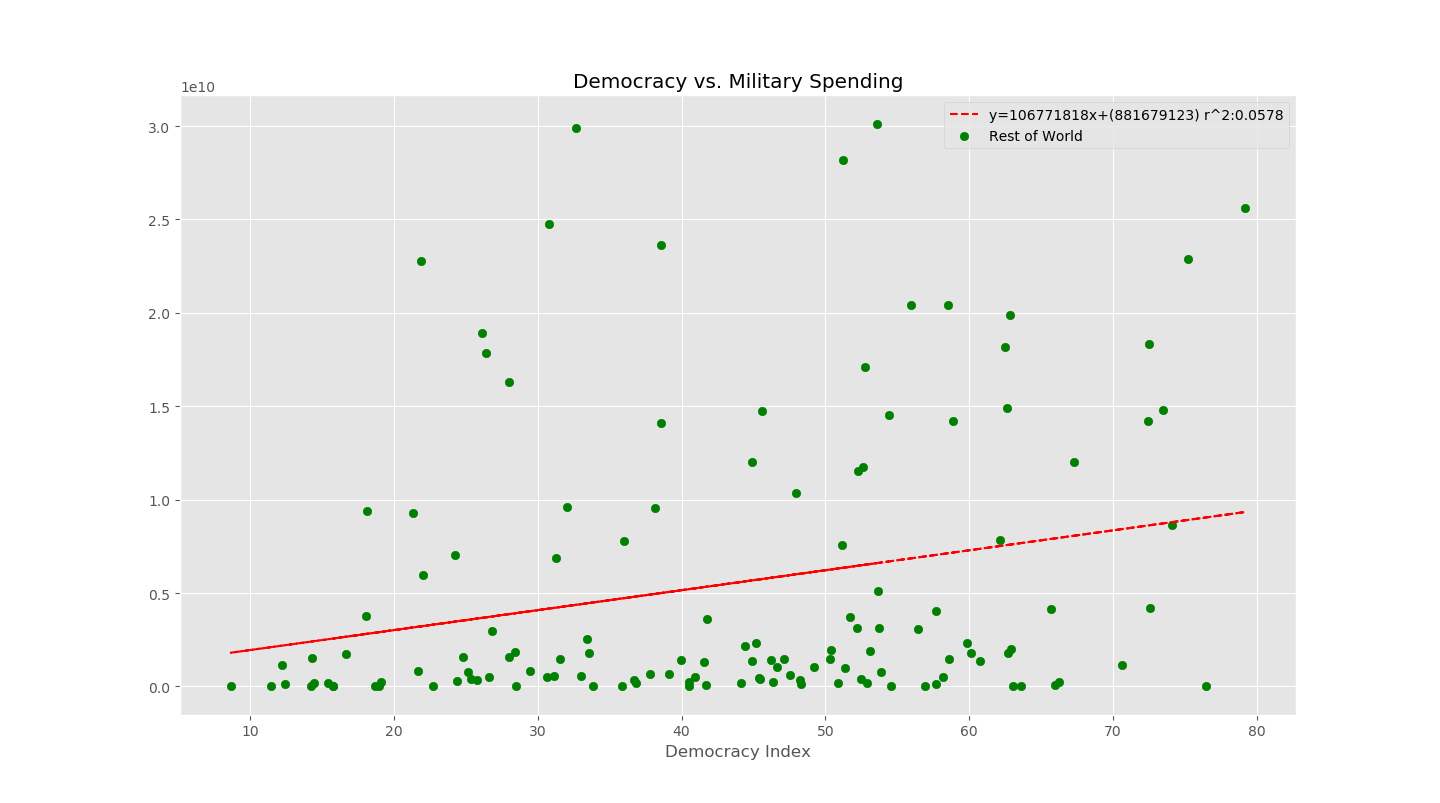 Democracy vs. Military Spending
1e10
y=106771818x+(881679123) r^2:0.0578
Rest of World
3.0
2.5
2.0
1.5
1.0
0.5
0.0
10 20 30 40 50 60 70 80
Democracy Index